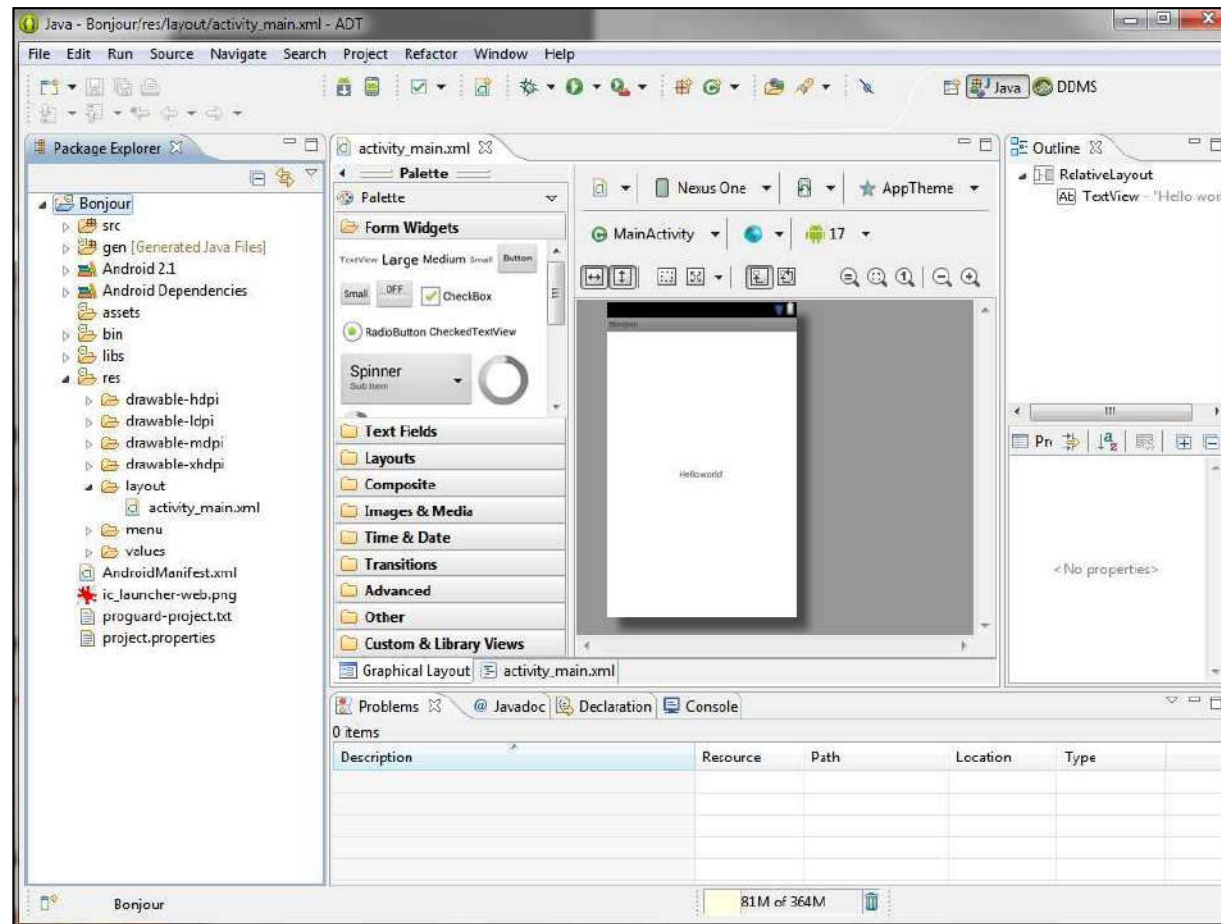 Java - Bonjour/res/layout/activity_main.xml - ADT
File Edit Run Source Navigate Search Project Refactor Window Help
Java DDMS
Package Explorer
Bonjour
src
gen [Generated Java Files]
Android 2.1
Android Dependencies
assets
bin
libs
res
drawable-hdpi
drawable-ldpi
drawable-mdpi
drawable-xhdpi
layout
activity_main.xml
menu
values
AndroidManifest.xml
ic_launcher-web.png
proguard-project.txt
project.properties
activity_main.xml
Palette
Palette
Form Widgets
TextView Large Medium Small Button
Small OFF CheckBox
RadioButton CheckedTextView
Spinner
Sub Item
Text Fields
Layouts
Composite
Images & Media
Time & Date
Transitions
Advanced
Other
Custom & Library Views
Graphical Layout activity_main.xml
Nexus One AppTheme
MainActivity 17
Bonjour
Hello world
Outline
RelativeLayout
Ab TextView - "Hello wor
Pr
<No properties>
Problems @ Javadoc Declaration Console
0 items
Description Resource Path Location Type
Bonjour
81M of 364M